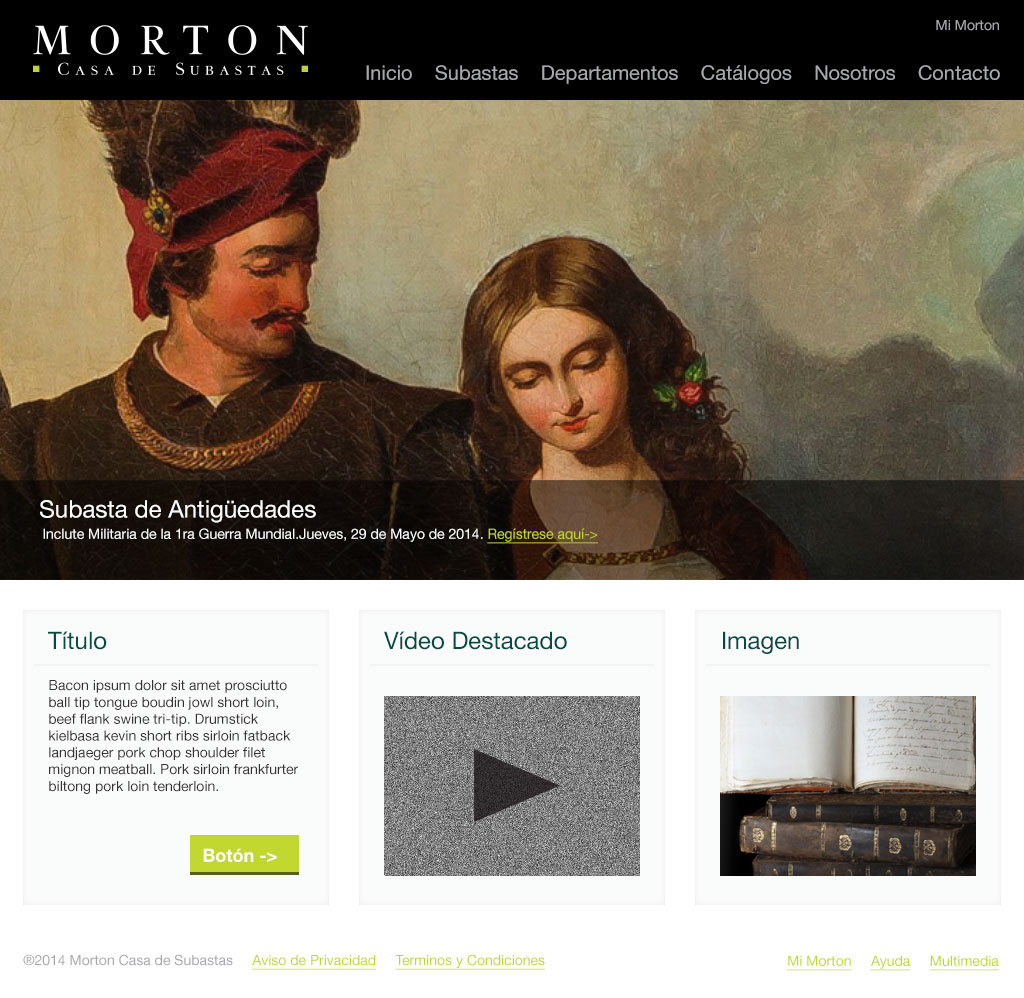 MORTON
CASA DE SUBASTAS
Mi Morton
Inicio Subastas Departamentos Catálogos Nosotros Contacto
Subasta de Antigüedades
Inclute Militaria de la 1ra Guerra Mundial.Jueves, 29 de Mayo de 2014. Regístrese aquí->
Título
Bacon ipsum dolor sit amet prosciutto
ball tip tongue boudin jowl short loin,
beef flank swine tri-tip. Drumstick
kielbasa kevin short ribs sirloin fatback
landjaeger pork chop shoulder filet
mignon meatball. Pork sirloin frankfurter
biltong pork loin tenderloin.
Botón ->
Vídeo Destacado
Imagen
®2014 Morton Casa de Subastas Aviso de Privacidad Terminos y Condiciones
Mi Morton Ayuda Multimedia